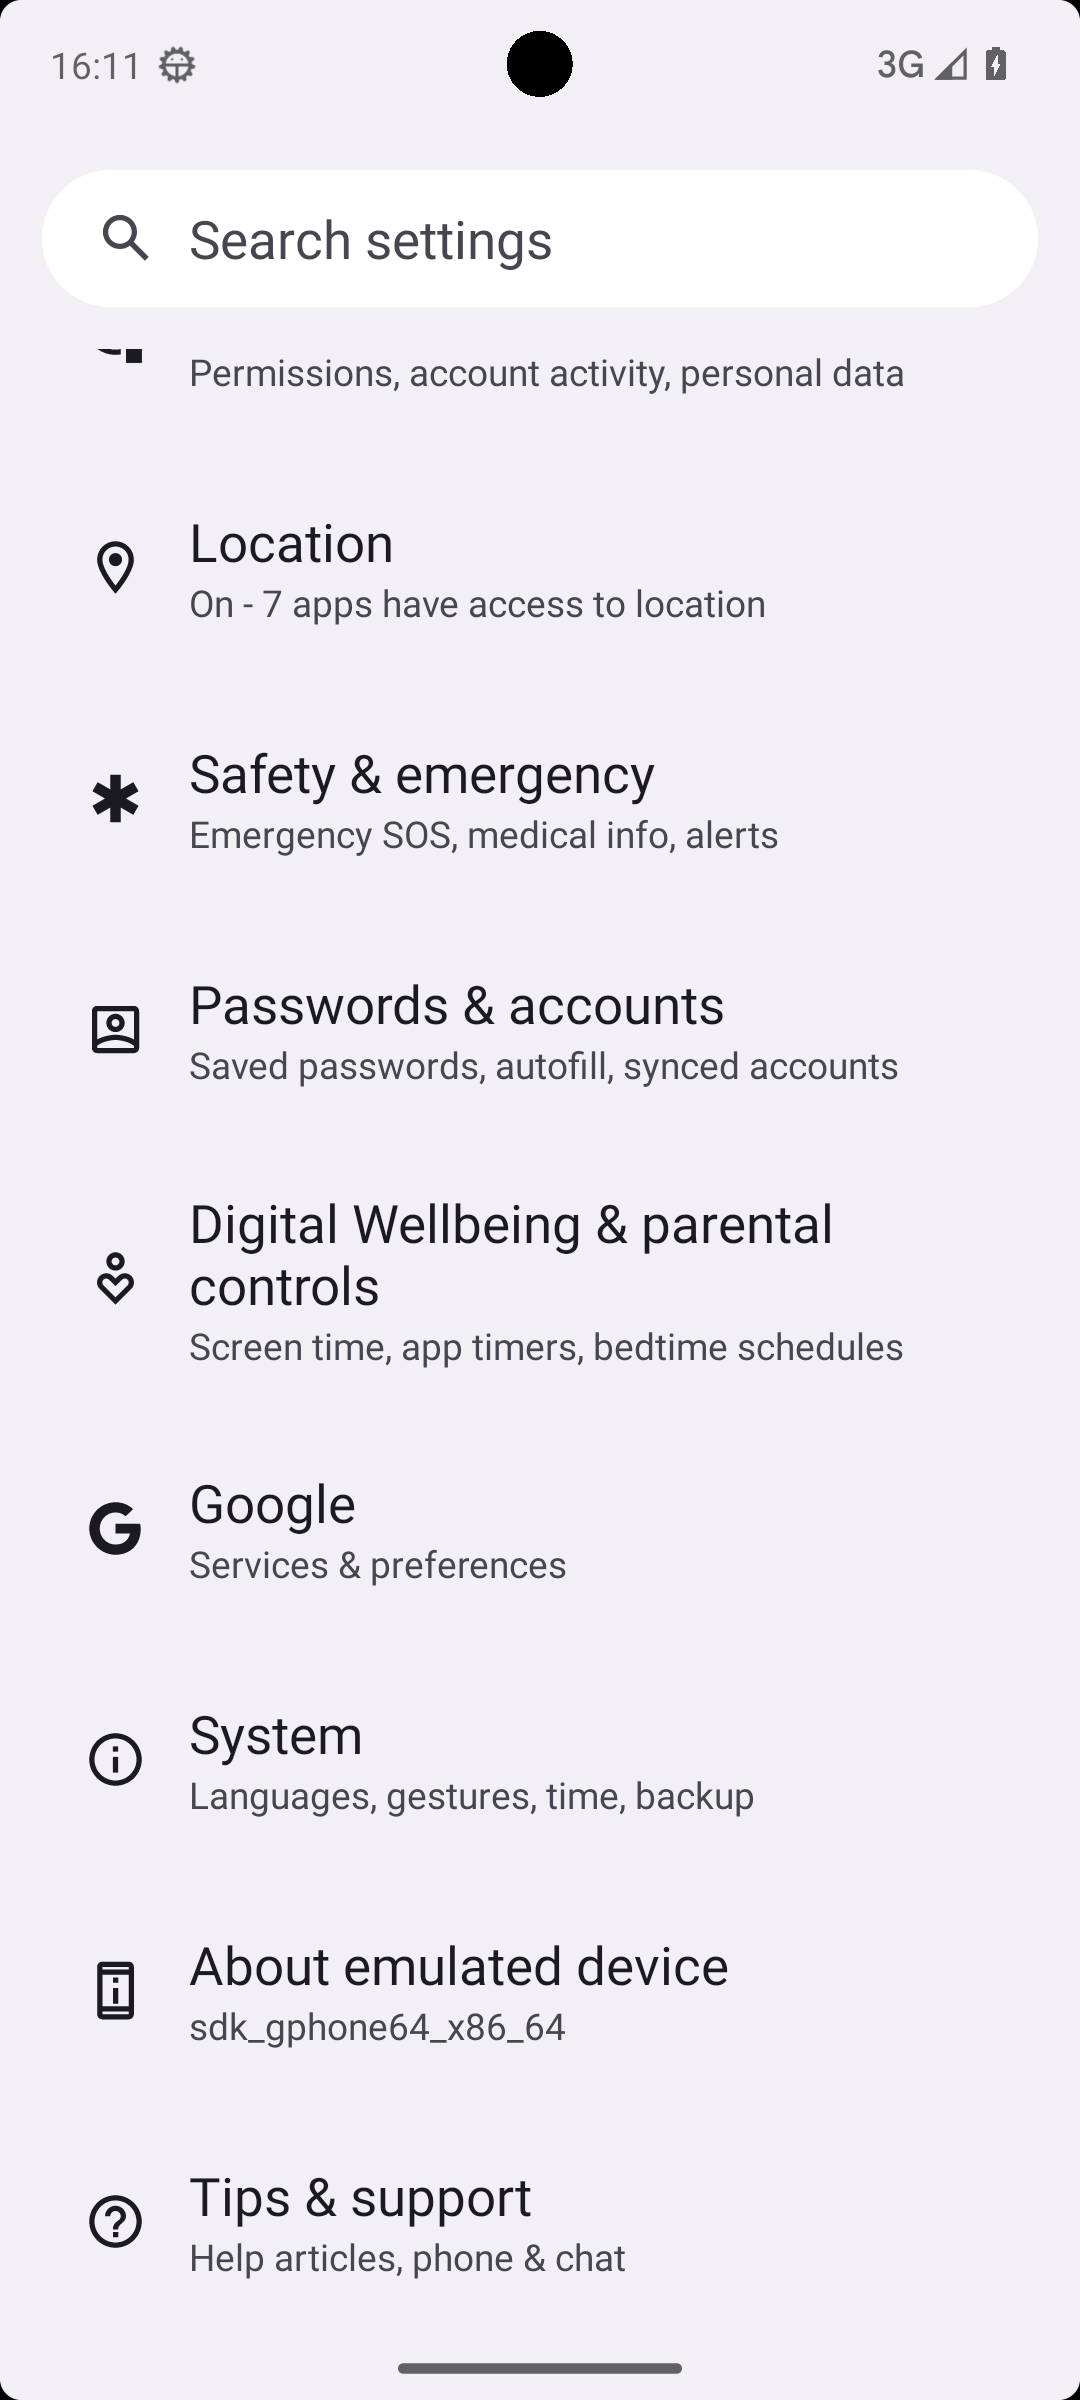 16:11
3G
Search settings
Permissions, account activity, personal data
Location
On - 7 apps have access to location
Safety & emergency
Emergency SOS, medical info, alerts
Passwords & accounts
Saved passwords, autofill, synced accounts
Digital Wellbeing & parental
controls
Screen time, app timers, bedtime schedules
Google
Services & preferences
System
Languages, gestures, time, backup
About emulated device
sdk_gphone64_x86_64
Tips & support
Help articles, phone & chat